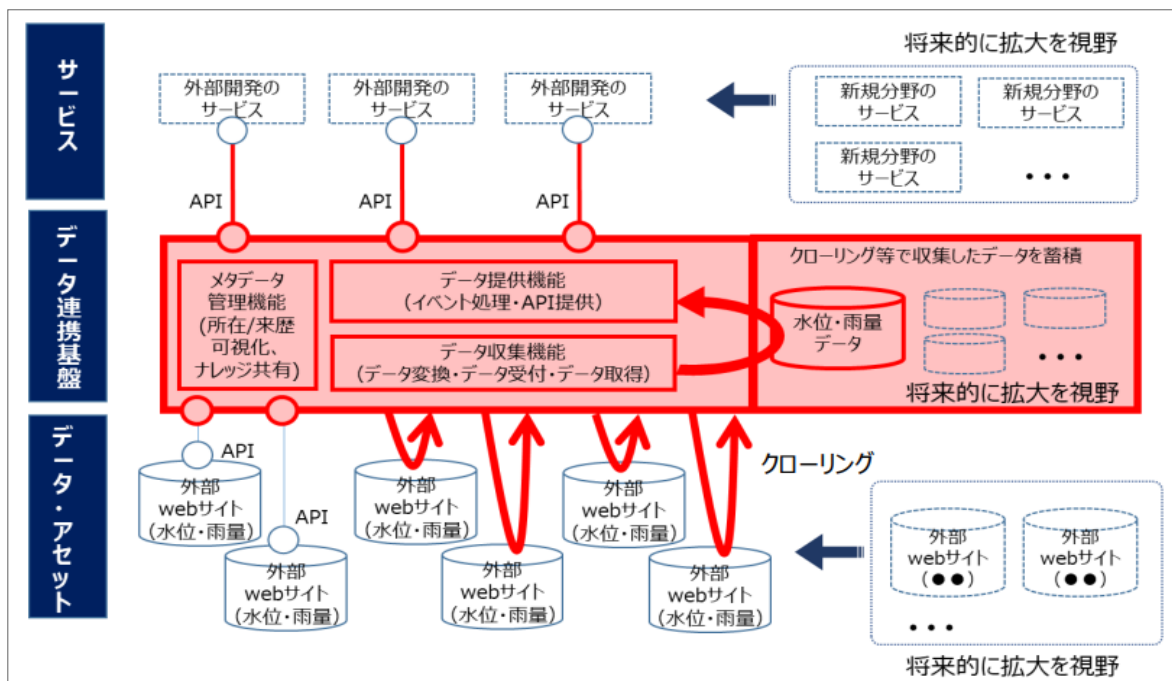 サービス
将来的に拡大を視野
外部開発の
サービス
外部開発の
サービス
外部開発の
サービス
新規分野の
サービス
新規分野の
サービス
新規分野の
サービス
・・・
API
API
API
データ連携基盤
メタデータ
管理機能
(所在/来歴
可視化、
ナレッジ共有)
データ提供機能
(イベント処理・API提供)
データ収集機能
(データ変換・データ受付・データ取得)
クローリング等で収集したデータを蓄積
水位・雨量
データ
・・・
将来的に拡大を視野
データ・アセット
API
API
クローリング
外部
webサイト
(水位・雨量)
外部
webサイト
(水位・雨量)
外部
webサイト
(水位・雨量)
外部
webサイト
(水位・雨量)
外部
webサイト
(水位・雨量)
外部
webサイト
(水位・雨量)
外部
webサイト
(●●)
外部
webサイト
(●●)
・・・
将来的に拡大を視野